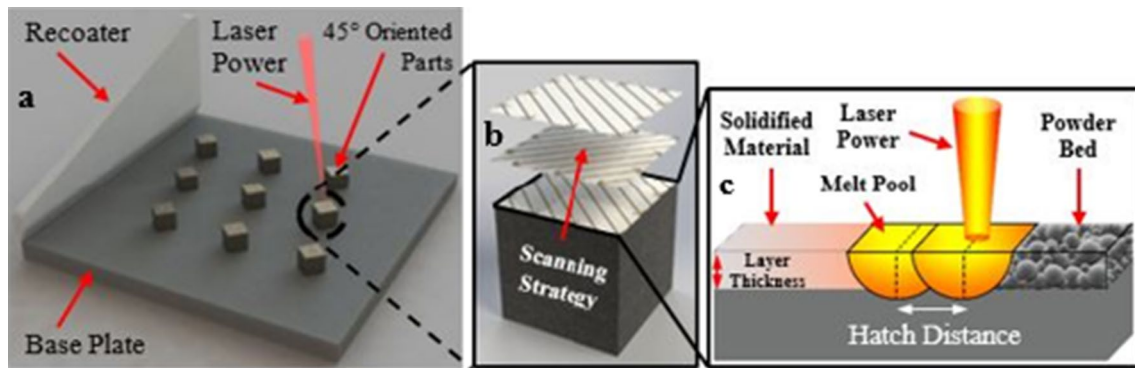 Recoater
Laser
Power
45° Oriented
Parts
a
Base Plate
b
Scanning
Strategy
c
Solidified
Material
Laser
Power
Powder
Bed
Melt Pool
Layer
Thickness
Hatch Distance